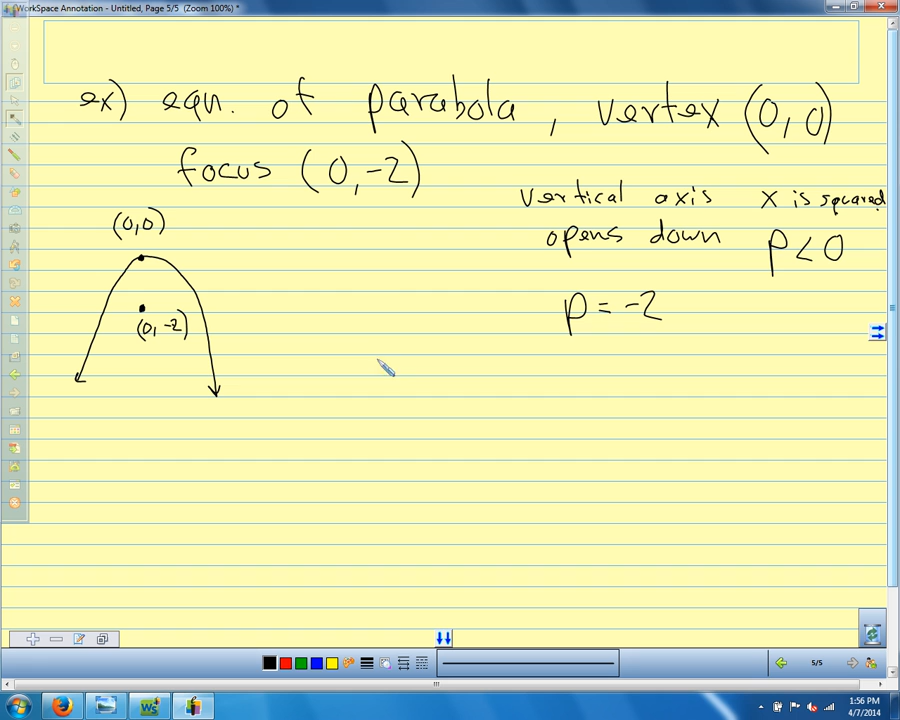 WorkSpace Annotation - Untitled, Page 5/5 (Zoom 100%) *
ex) eqn. of parabola, vertex (0,0)
focus (0,-2)
vertical axis x is squared.
opens down p<0
p = -2
(0,0)
(0,-2)
5/5
1:56 PM
4/7/2014